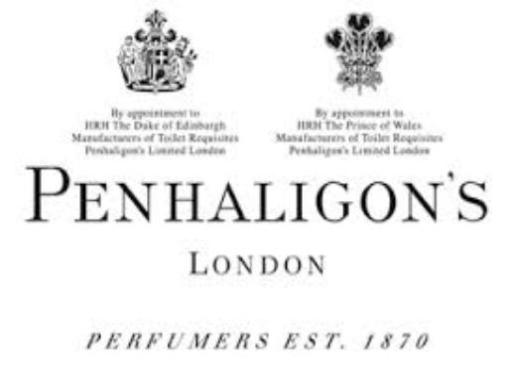 By appointment to
HRH The Duke of Edinburgh
Manufacturers of Toilet Requisites
Penhaligon's Limited London
By appointment to
HRH The Prince of Wales
Manufacturers of Toilet Requisites
Penhaligon's Limited London
PENHALIGON'S
LONDON
PERFUMERS EST. 1870